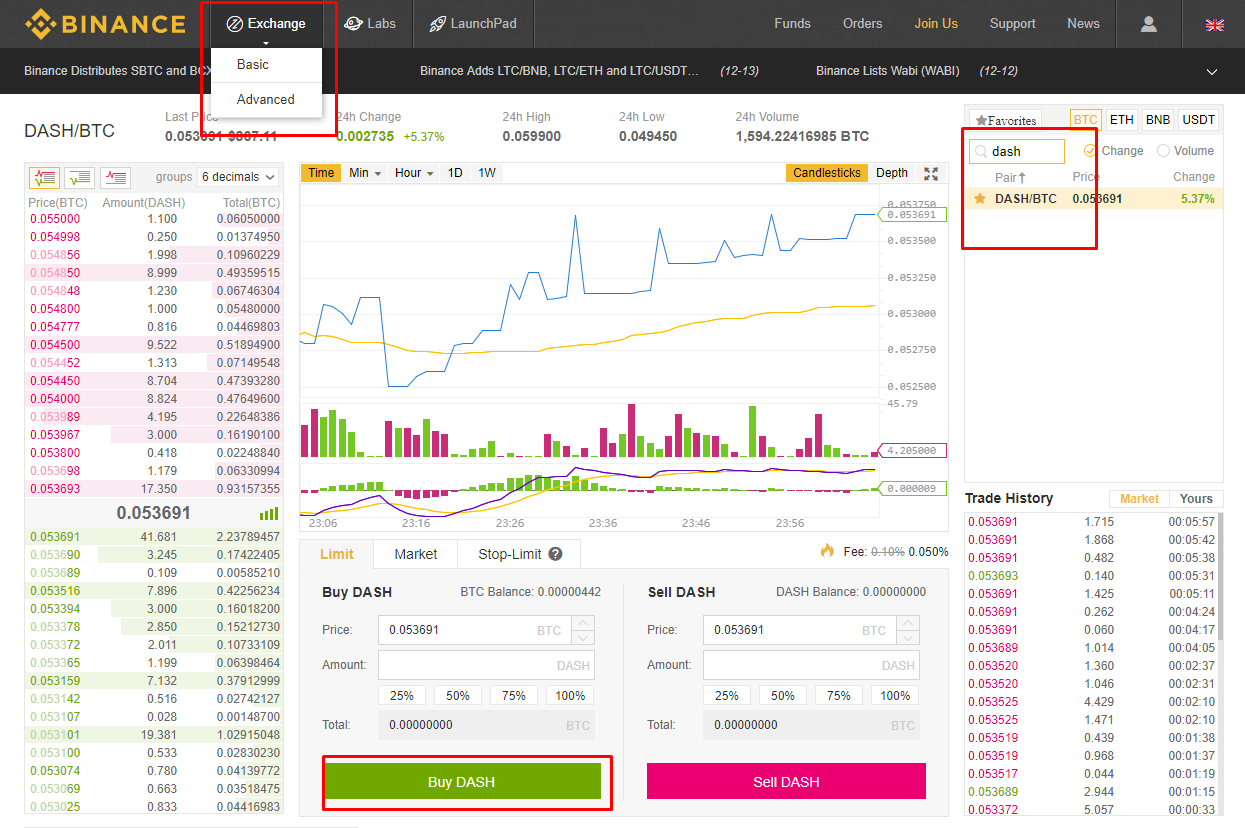 BINANCE
Exchange
Labs
LaunchPad
Funds
Orders
Join Us
Support
News
Basic
Advanced
Binance Distributes SBTC and BCX
Binance Adds LTC/BNB, LTC/ETH and LTC/USDT… (12-13)
Binance Lists Wabi (WABI) (12-12)
DASH/BTC
Last Price
0.053691 $887.11
24h Change
0.002735 +5.37%
24h High
0.059900
24h Low
0.049450
24h Volume
1,594.22416985 BTC
groups 6 decimals
Price(BTC) Amount(DASH) Total(BTC)
0.055000 1.100 0.06050000
0.054998 0.250 0.01374950
0.054856 1.998 0.10960229
0.054850 8.999 0.49359515
0.054848 1.230 0.06746304
0.054800 1.000 0.05480000
0.054777 0.816 0.04469803
0.054500 9.522 0.51894900
0.054452 1.313 0.07149548
0.054450 8.704 0.47393280
0.054000 8.824 0.47649600
0.053989 4.195 0.22648386
0.053967 3.000 0.16190100
0.053800 0.418 0.02248840
0.053698 1.179 0.06330994
0.053693 17.350 0.93157355
0.053691
0.053691 41.681 2.23789457
0.053690 3.245 0.17422405
0.053689 0.109 0.00585210
0.053516 7.896 0.42256234
0.053394 3.000 0.16018200
0.053378 2.850 0.15212730
0.053372 2.011 0.10733109
0.053365 1.199 0.06398464
0.053159 7.132 0.37912999
0.053142 0.516 0.02742127
0.053107 0.028 0.00148700
0.053101 19.381 1.02915048
0.053100 0.533 0.02830230
0.053074 0.780 0.04139772
0.053069 0.663 0.03518475
0.053025 0.833 0.04416983
Time Min Hour 1D 1W
Candlesticks Depth
0.053750
0.053691
0.053500
0.053250
0.053000
0.052750
0.052500
45.79
4.205000
0.000009
23:06 23:16 23:26 23:36 23:46 23:56
Limit Market Stop-Limit ?
Fee: 0.10% 0.050%
Buy DASH BTC Balance: 0.00000442
Price: 0.053691 BTC
Amount: DASH
25% 50% 75% 100%
Total: 0.00000000 BTC
Buy DASH
Sell DASH DASH Balance: 0.00000000
Price: 0.053691 BTC
Amount: DASH
25% 50% 75% 100%
Total: 0.00000000 BTC
Sell DASH
Favorites BTC ETH BNB USDT
dash Change Volume
Pair Price Change
DASH/BTC 0.053691 5.37%
Trade History Market Yours
0.053691 1.715 00:05:57
0.053691 1.868 00:05:42
0.053691 0.482 00:05:38
0.053693 0.140 00:05:31
0.053691 1.425 00:05:11
0.053691 0.262 00:04:24
0.053691 0.060 00:04:17
0.053689 1.014 00:04:05
0.053520 1.360 00:02:37
0.053520 1.046 00:02:31
0.053525 4.429 00:02:10
0.053525 1.471 00:02:10
0.053519 0.439 00:01:38
0.053519 0.968 00:01:37
0.053517 0.044 00:01:19
0.053689 2.944 00:01:15
0.053372 5.057 00:00:33